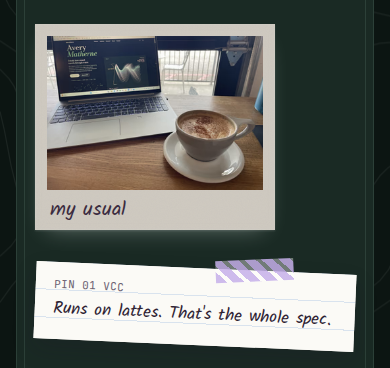 Avery
Matherne
my usual
PIN 01 VCC
Runs on lattes. That's the whole spec.